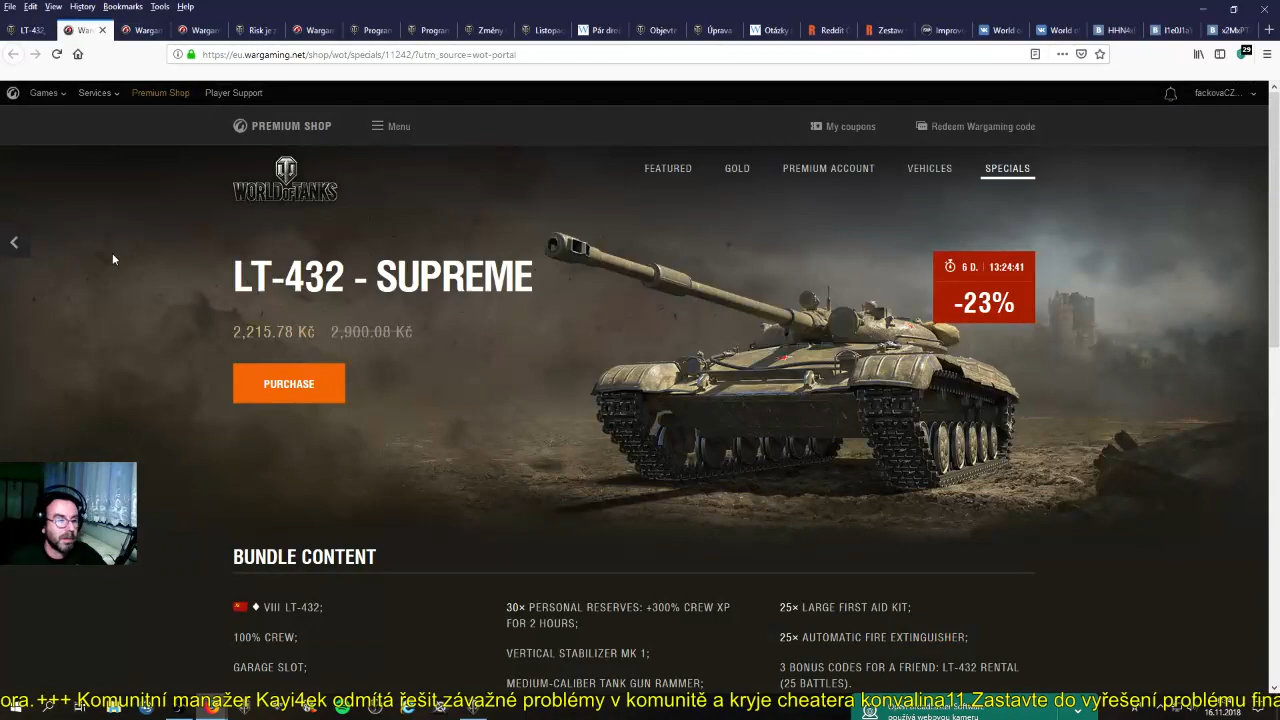 File Edit View History Bookmarks Tools Help
LT-432 War Wargam Wargam Risk je z Wargam Program Program Změny Listopac Pár dro Objevte Úprava Otázky Reddit C Zestaw Improve World o World o HHN4 I1e0J1a x2MxPT
https://eu.wargaming.net/shop/wot/specials/11242/?utm_source=wot-portal
29
Games Services Premium Shop Player Support fackovaCZ...
PREMIUM SHOP Menu My coupons Redeem Wargaming code
WORLD OF TANKS
FEATURED GOLD PREMIUM ACCOUNT VEHICLES SPECIALS
LT-432 - SUPREME
6 D. 13:24:41
-23%
2,215.78 Kč 2,900.08 Kč
PURCHASE
BUNDLE CONTENT
VIII LT-432;
100% CREW;
GARAGE SLOT;
30× PERSONAL RESERVES: +300% CREW XP
FOR 2 HOURS;
VERTICAL STABILIZER MK 1;
MEDIUM-CALIBER TANK GUN RAMMER;
25× LARGE FIRST AID KIT;
25× AUTOMATIC FIRE EXTINGUISHER;
3 BONUS CODES FOR A FRIEND: LT-432 RENTAL
(25 BATTLES).
ora.+++ Komunitní manažer Kayi4ek odmítá řešit závažné problémy v komunitě a kryje cheatera konvalina11.Zastavte do vyřešení problému fina
používá webovou kameru
16.11.2018